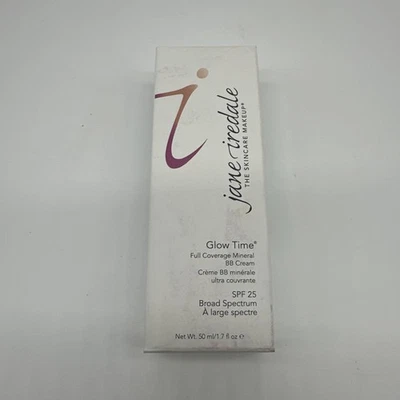 jane iredale
THE SKINCARE MAKEUP®
Glow Time®
Full Coverage Mineral
BB Cream
Crème BB minérale
ultra couvrante
SPF 25
Broad Spectrum
À large spectre
Net Wt. 50 ml/1.7 fl oz ℮